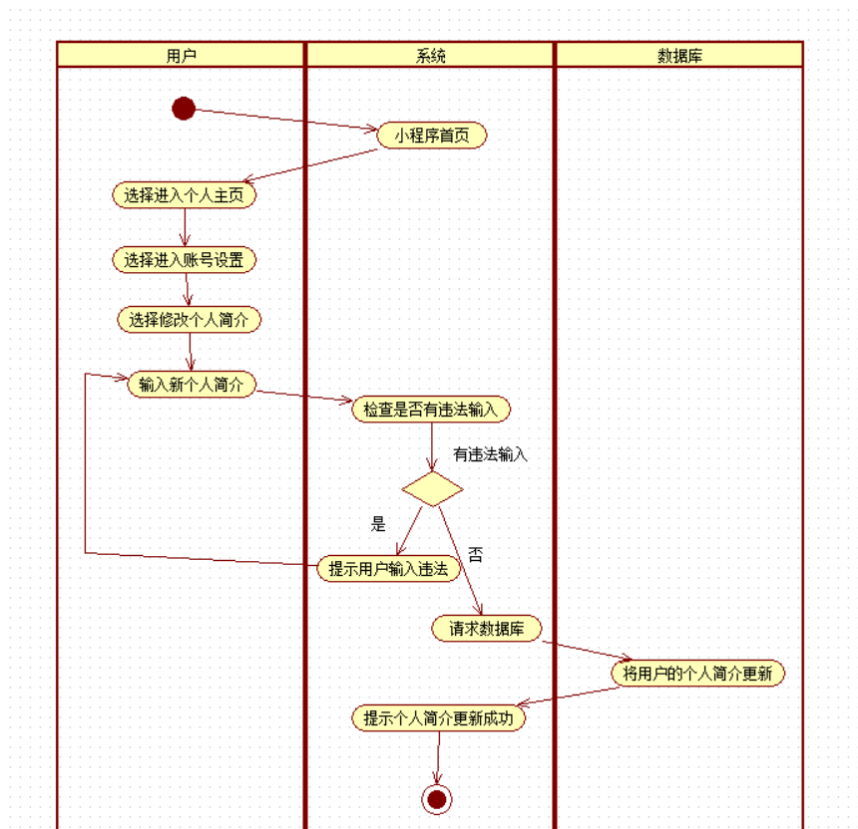 用户
系统
数据库
小程序首页
选择进入个人主页
选择进入账号设置
选择修改个人简介
输入新个人简介
检查是否有违法输入
有违法输入
是
否
提示用户输入违法
请求数据库
将用户的个人简介更新
提示个人简介更新成功